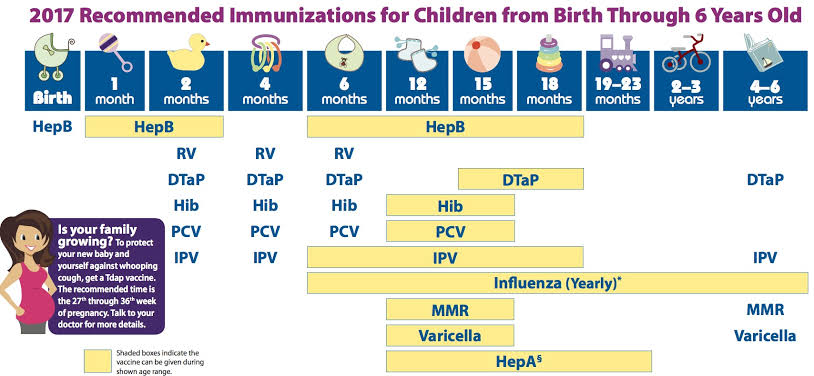 2017 Recommended Immunizations for Children from Birth Through 6 Years Old
Birth
1
month
2
months
4
months
6
months
12
months
15
months
18
months
19–23
months
2–3
years
4–6
years
HepB HepB HepB
RV RV RV
DTaP DTaP DTaP DTaP DTaP
Hib Hib Hib Hib
PCV PCV PCV PCV
IPV IPV IPV IPV
Influenza (Yearly)*
MMR MMR
Varicella Varicella
HepA§
Is your family
growing? To protect
your new baby and
yourself against whooping
cough, get a Tdap vaccine.
The recommended time is
the 27th through 36th week
of pregnancy. Talk to your
doctor for more details.
Shaded boxes indicate the
vaccine can be given during
shown age range.